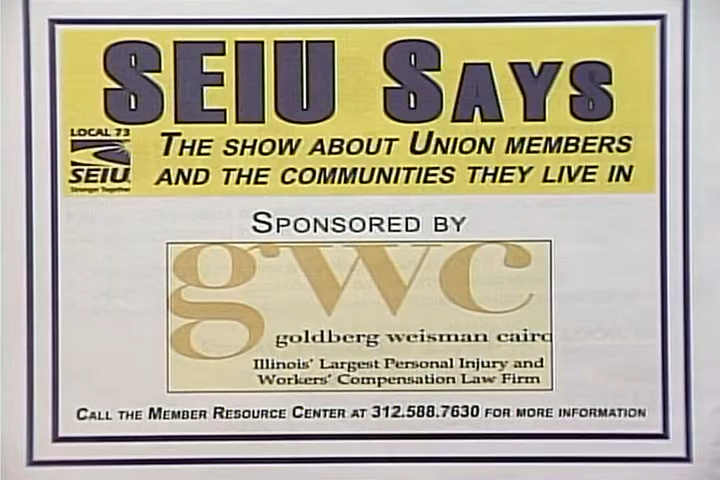 SEIU SAYS
LOCAL 73
SEIU
Stronger Together
THE SHOW ABOUT UNION MEMBERS
AND THE COMMUNITIES THEY LIVE IN
SPONSORED BY
gwc
goldberg weisman cairo
Illinois' Largest Personal Injury and
Workers' Compensation Law Firm
CALL THE MEMBER RESOURCE CENTER AT 312.588.7630 FOR MORE INFORMATION